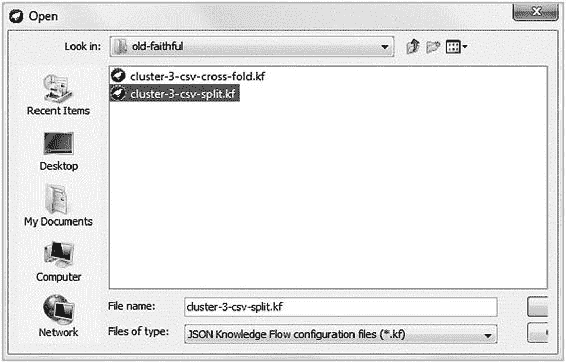 Open
Look in: old-faithful
cluster-3-csv-cross-fold.kf
cluster-3-csv-split.kf
Recent Items
Desktop
My Documents
Computer
Network
File name: cluster-3-csv-split.kf
Files of type: JSON Knowledge Flow configuration files (*.kf)